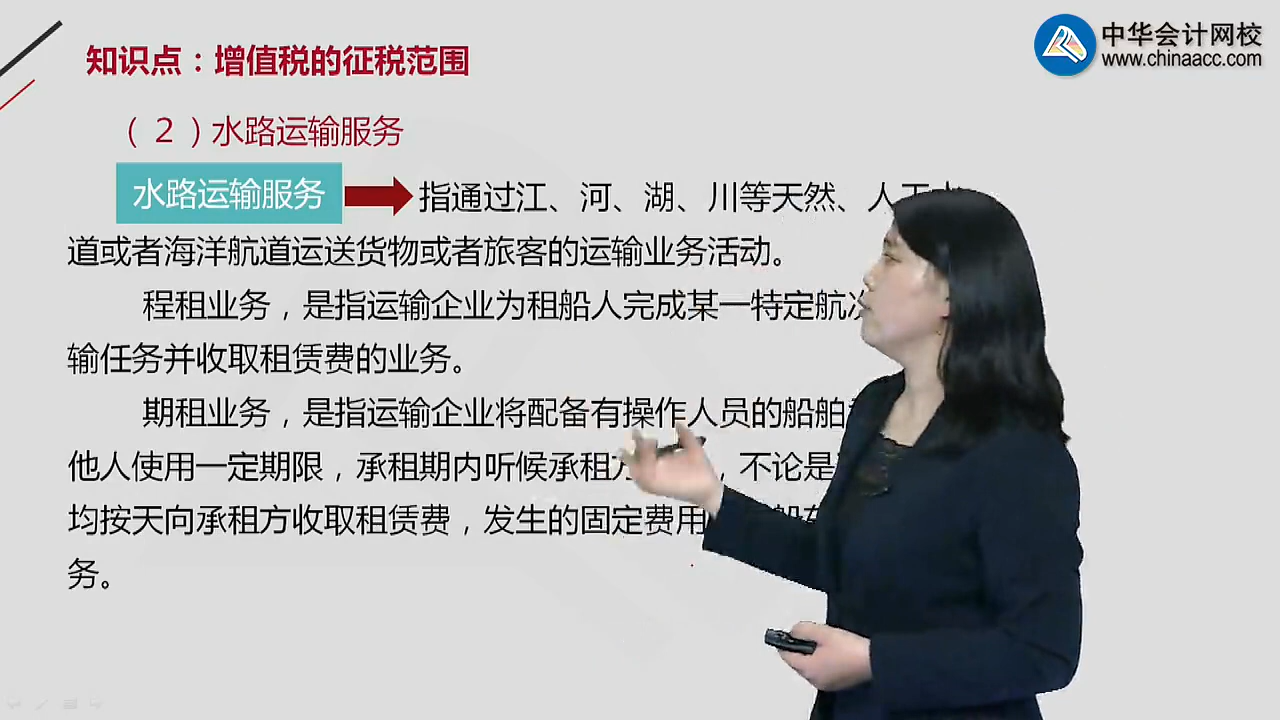 知识点：增值税的征税范围
中华会计网校
www.chinaacc.com
（2）水路运输服务
水路运输服务
指通过江、河、湖、川等天然、人工水
道或者海洋航道运送货物或者旅客的运输业务活动。
程租业务，是指运输企业为租船人完成某一特定航次
输任务并收取租赁费的业务。
期租业务，是指运输企业将配备有操作人员的船舶
他人使用一定期限，承租期内听候承租方，不论是
均按天向承租方收取租赁费，发生的固定费用船东
务。